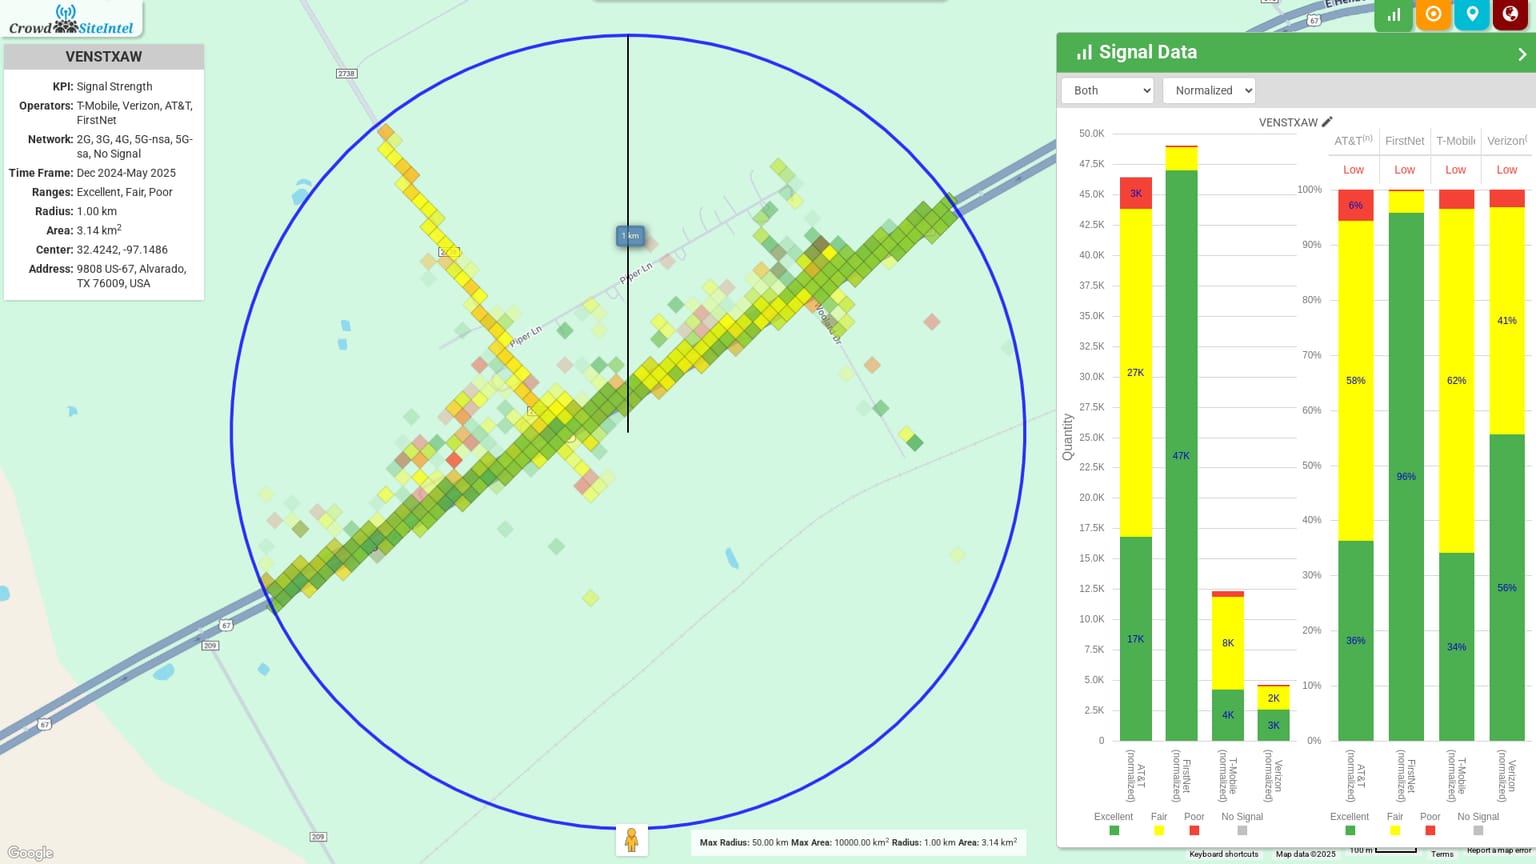 Crowd SiteIntel
VENSTXAW
KPI: Signal Strength
Operators: T-Mobile, Verizon, AT&T,
FirstNet
Network: 2G, 3G, 4G, 5G-nsa, 5G-
sa, No Signal
Time Frame: Dec 2024-May 2025
Ranges: Excellent, Fair, Poor
Radius: 1.00 km
Area: 3.14 km²
Center: 32.4242, -97.1486
Address: 9808 US-67, Alvarado,
TX 76009, USA
2738
1 km
Piper Ln
Piper Ln
67
67
67
209
209
Google
Max Radius: 50.00 km Max Area: 10000.00 km² Radius: 1.00 km Area: 3.14 km²
Signal Data
Both
Normalized
VENSTXAW
AT&T(n)
FirstNet
T-Mobile
Verizon(
Low
Low
Low
Low
Quantity
50.0K
47.5K
45.0K
42.5K
40.0K
37.5K
35.0K
32.5K
30.0K
27.5K
25.0K
22.5K
20.0K
17.5K
15.0K
12.5K
10.0K
7.5K
5.0K
2.5K
0
3K
27K
17K
47K
8K
4K
2K
3K
100%
90%
80%
70%
60%
50%
40%
30%
20%
10%
0%
6%
58%
36%
96%
62%
34%
41%
56%
AT&T
(normalized)
FirstNet
(normalized)
T-Mobile
(normalized)
Verizon
(normalized)
AT&T
(normalized)
FirstNet
(normalized)
T-Mobile
(normalized)
Verizon
(normalized)
Excellent Fair Poor No Signal
Excellent Fair Poor No Signal
Keyboard shortcuts
Map data ©2025
100 m
Terms
Report a map error